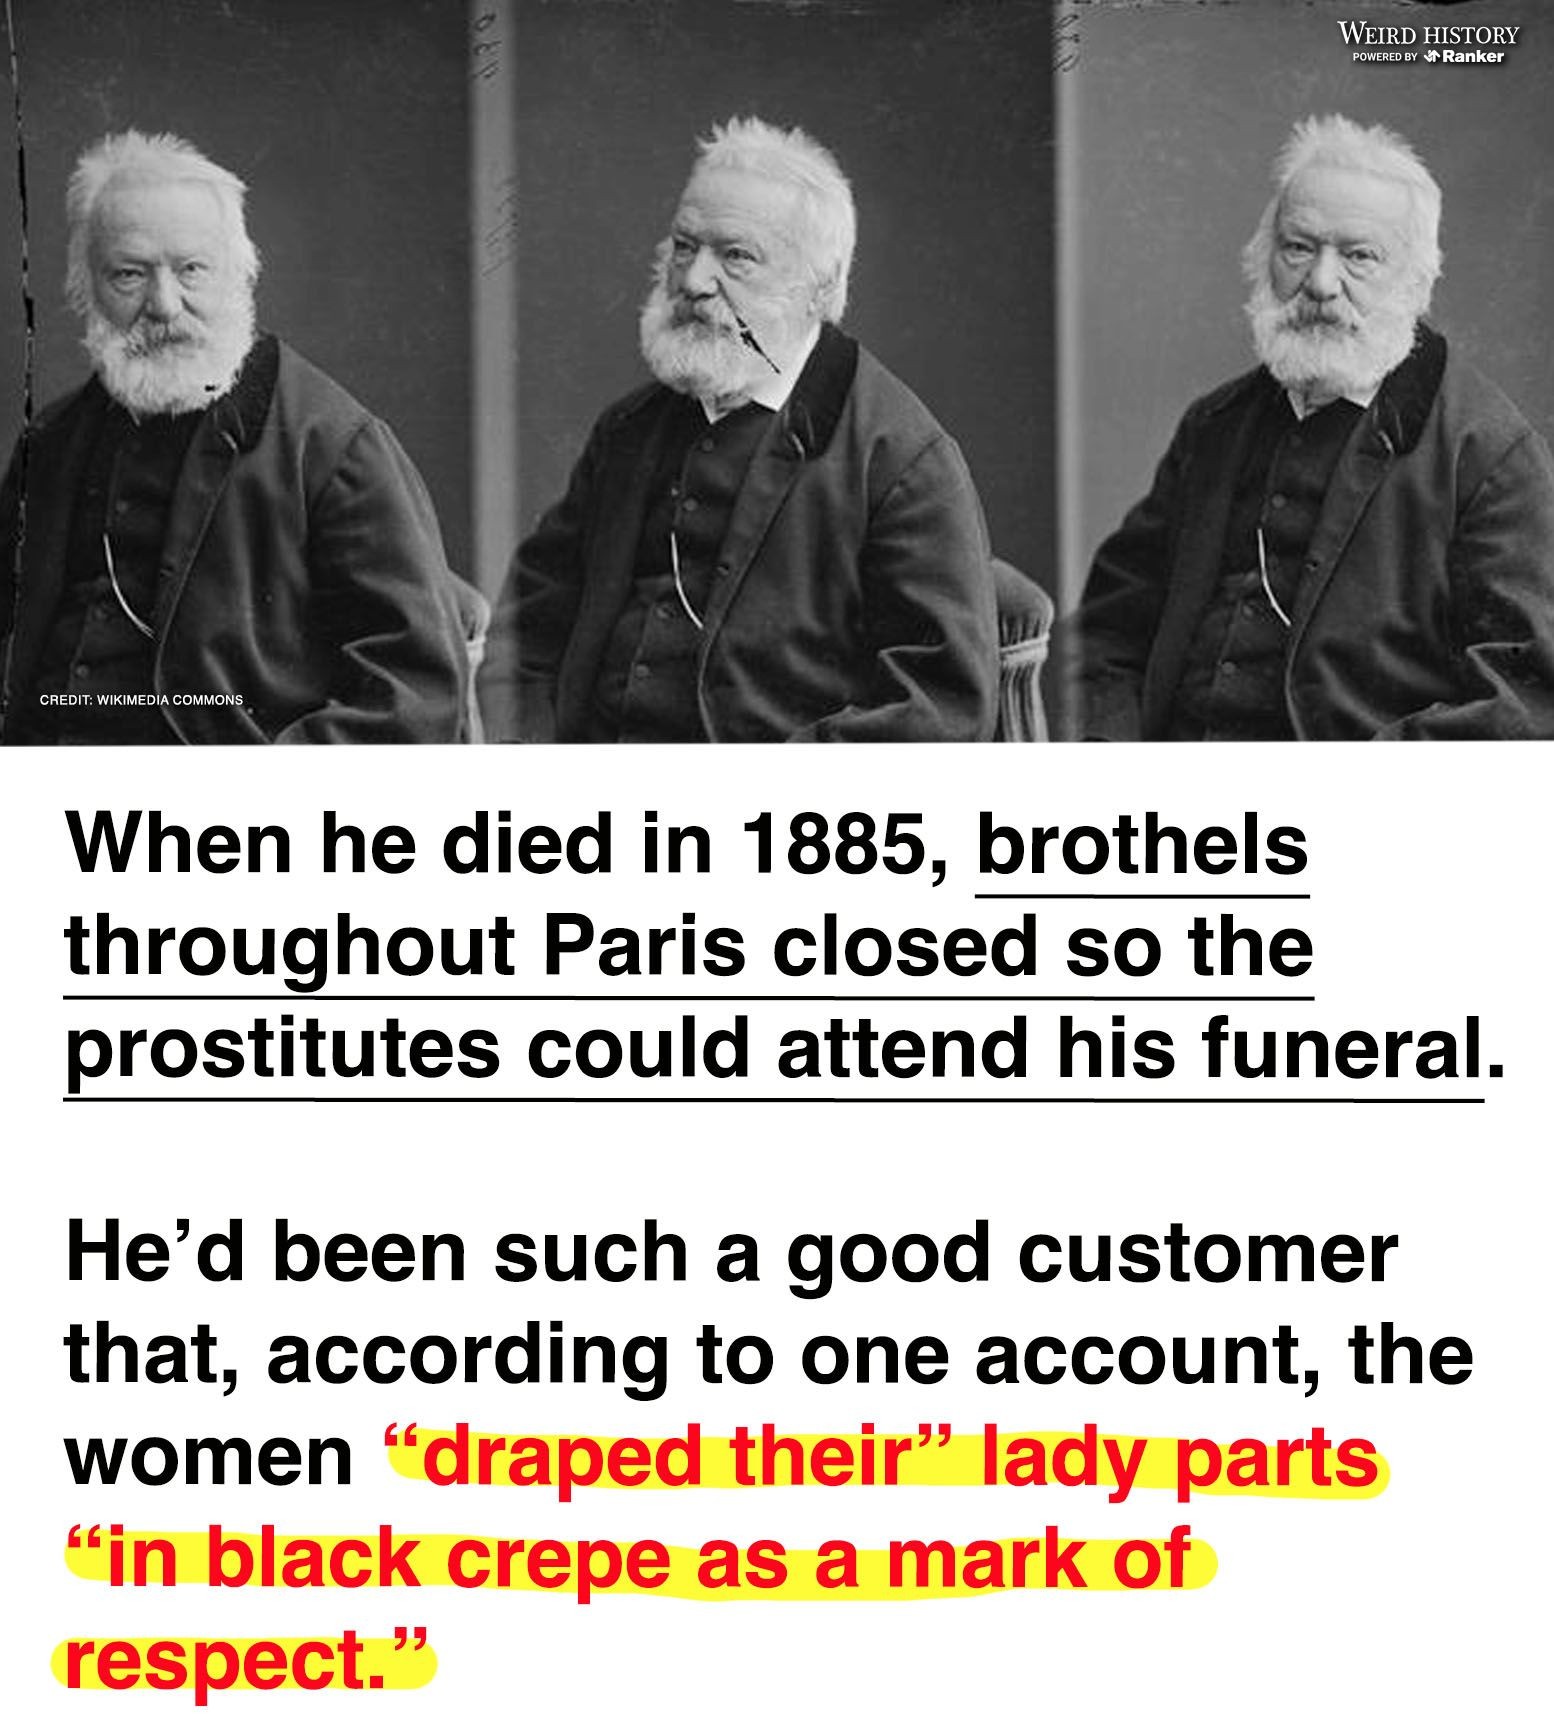 WEIRD HISTORY
POWERED BY Ranker
CREDIT: WIKIMEDIA COMMONS
When he died in 1885, brothels
throughout Paris closed so the
prostitutes could attend his funeral.
He’d been such a good customer
that, according to one account, the
women “draped their” lady parts
“in black crepe as a mark of
respect.”